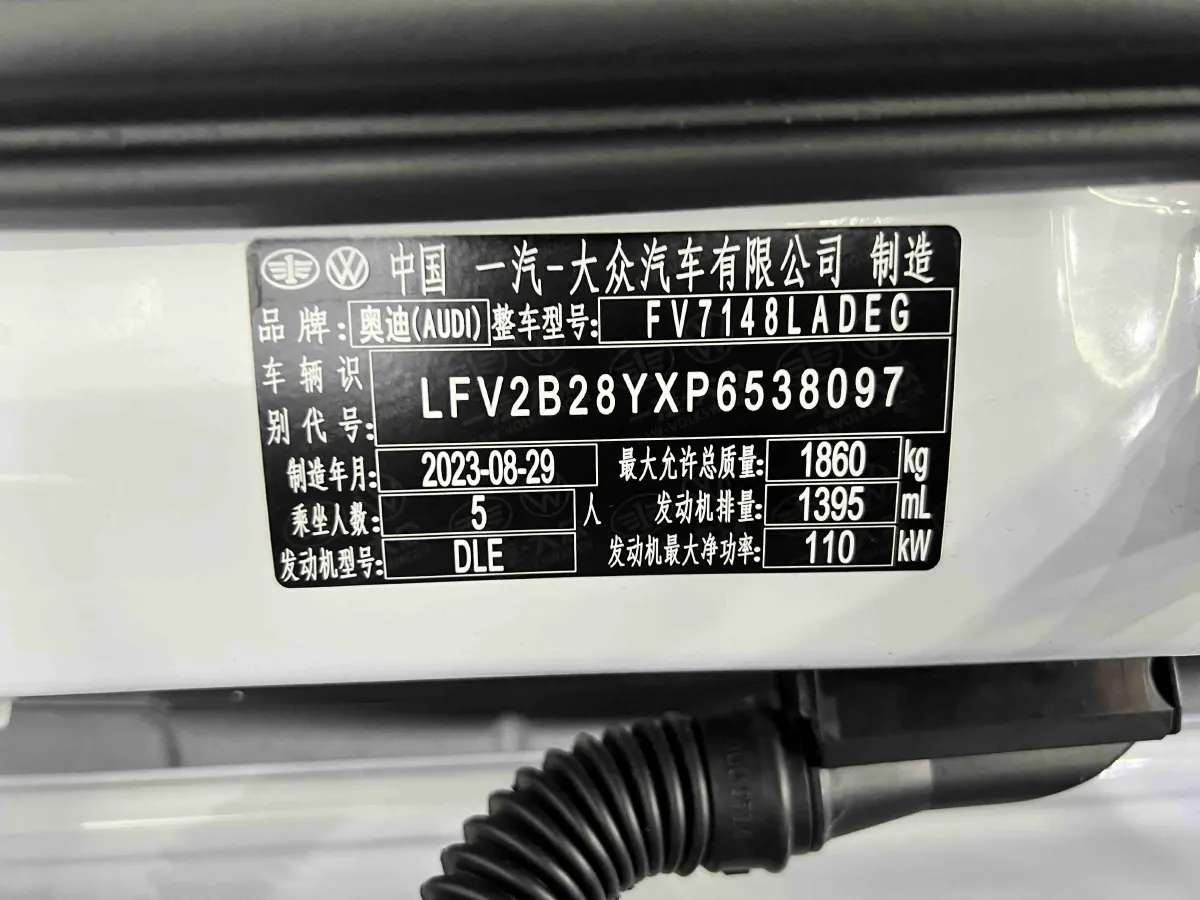 中国 一汽-大众汽车有限公司 制造
品牌: 奥迪(AUDI) 整车型号: FV7148LADEG
车辆识别代号: LFV2B28YXP6538097
制造年月: 2023-08-29 最大允许总质量: 1860 kg
乘坐人数: 5 人 发动机排量: 1395 mL
发动机型号: DLE 发动机最大净功率: 110 kW